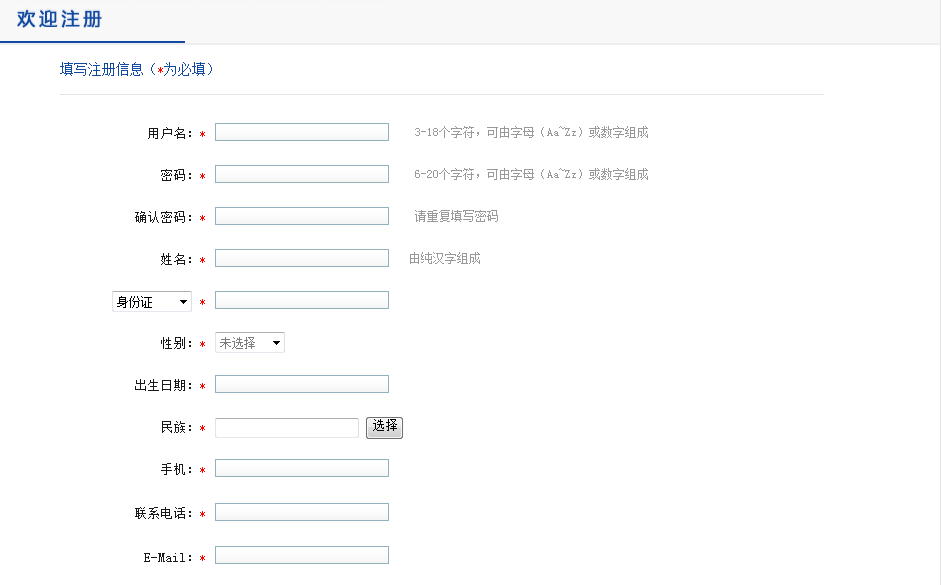 欢迎注册
填写注册信息（*为必填）
用户名：* 3-18个字符，可由字母（Aa~Zz）或数字组成
密码：* 6-20个字符，可由字母（Aa~Zz）或数字组成
确认密码：* 请重复填写密码
姓名：* 由纯汉字组成
身份证 *
性别：* 未选择
出生日期：*
民族：* 选择
手机：*
联系电话：*
E-Mail：*